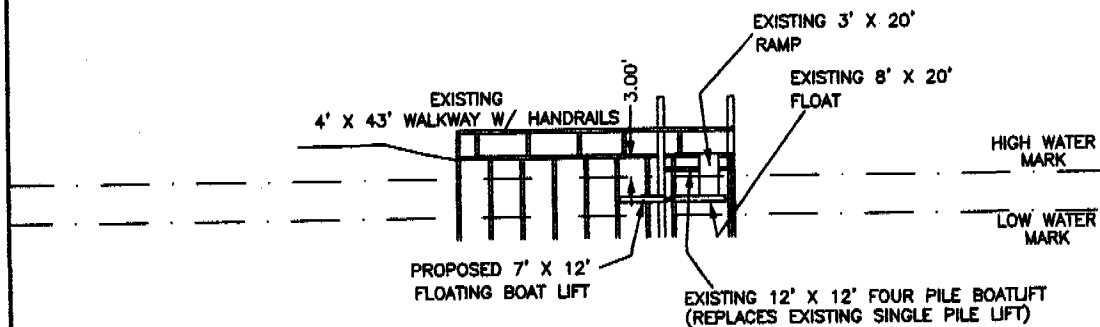 EXISTING 3' X 20'
RAMP
EXISTING 8' X 20'
FLOAT
3.00'
EXISTING
4' X 43' WALKWAY W/ HANDRAILS
HIGH WATER
MARK
LOW WATER
MARK
PROPOSED 7' X 12'
FLOATING BOAT LIFT
EXISTING 12' X 12' FOUR PILE BOATLIFT
(REPLACES EXISTING SINGLE PILE LIFT)